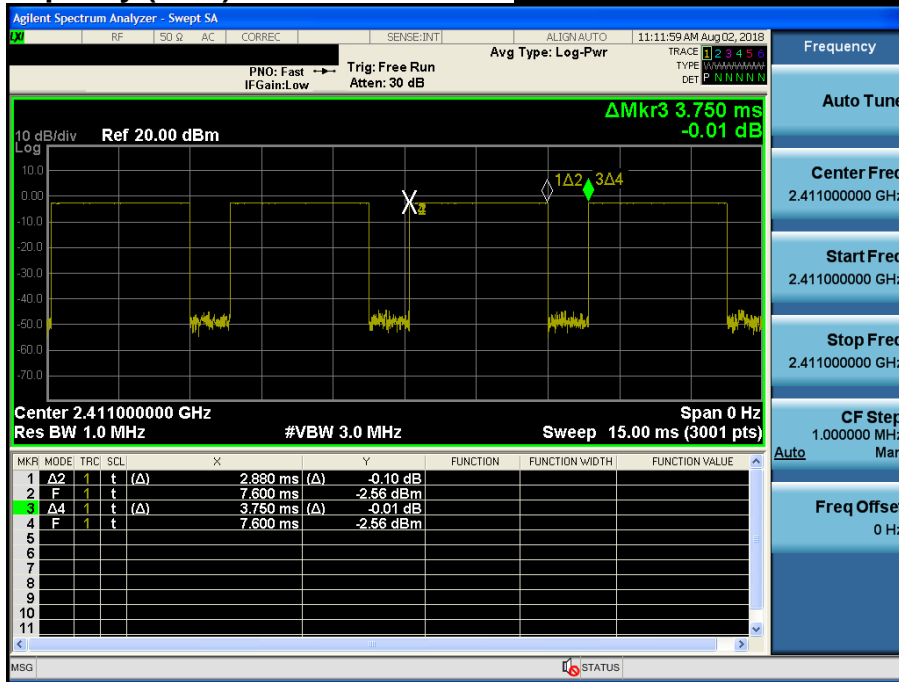 Agilent Spectrum Analyzer - Swept SA
LXI RF 50 Ω AC CORREC SENSE:INT ALIGN AUTO 11:11:59 AM Aug 02, 2018
Avg Type: Log-Pwr TRACE 1 2 3 4 5 6
PNO: Fast Trig: Free Run TYPE WWWWWW
IFGain:Low Atten: 30 dB DET P N N N N N
ΔMkr3 3.750 ms
-0.01 dB
10 dB/div Ref 20.00 dBm
Log
10.0
0.00
-10.0
-20.0
-30.0
-40.0
-50.0
-60.0
-70.0
1Δ2 3Δ4
X
Center 2.411000000 GHz Span 0 Hz
Res BW 1.0 MHz #VBW 3.0 MHz Sweep 15.00 ms (3001 pts)
MKR MODE TRC SCL X Y FUNCTION FUNCTION WIDTH FUNCTION VALUE
1 Δ2 1 t (Δ) 2.880 ms (Δ) -0.10 dB
2 F 1 t 7.600 ms -2.56 dBm
3 Δ4 1 t (Δ) 3.750 ms (Δ) -0.01 dB
4 F 1 t 7.600 ms -2.56 dBm
5
6
7
8
9
10
11
MSG STATUS
Frequency
Auto Tune
Center Freq
2.411000000 GHz
Start Freq
2.411000000 GHz
Stop Freq
2.411000000 GHz
CF Step
1.000000 MHz
Auto Man
Freq Offset
0 Hz